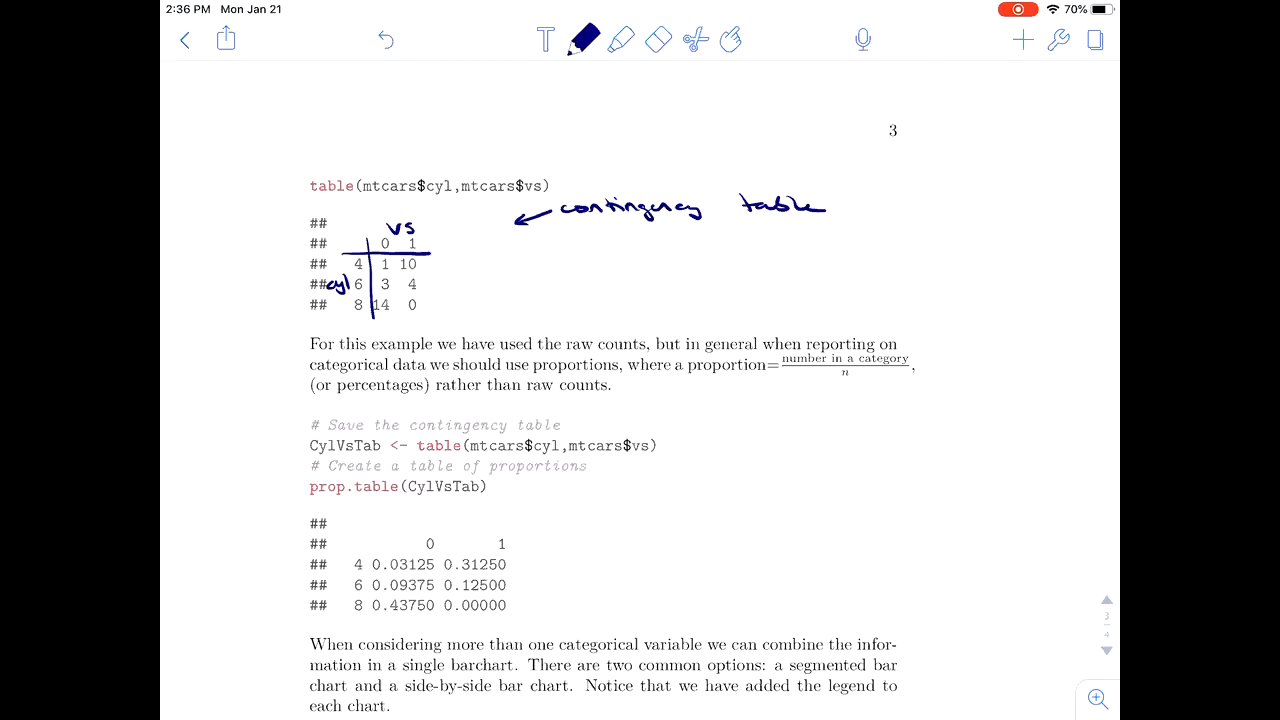 2:36 PM Mon Jan 21
70%
T
3
table(mtcars$cyl,mtcars$vs)
contingency table
##
vs
## 0 1
## 4 1 10
## cyl 6 3 4
## 8 14 0
For this example we have used the raw counts, but in general when reporting on
categorical data we should use proportions, where a proportion=number in a category/n,
(or percentages) rather than raw counts.
# Save the contingency table
CylVsTab <- table(mtcars$cyl,mtcars$vs)
# Create a table of proportions
prop.table(CylVsTab)
##
## 0 1
## 4 0.03125 0.31250
## 6 0.09375 0.12500
## 8 0.43750 0.00000
When considering more than one categorical variable we can combine the infor-
mation in a single barchart. There are two common options: a segmented bar
chart and a side-by-side bar chart. Notice that we have added the legend to
each chart.
3
4